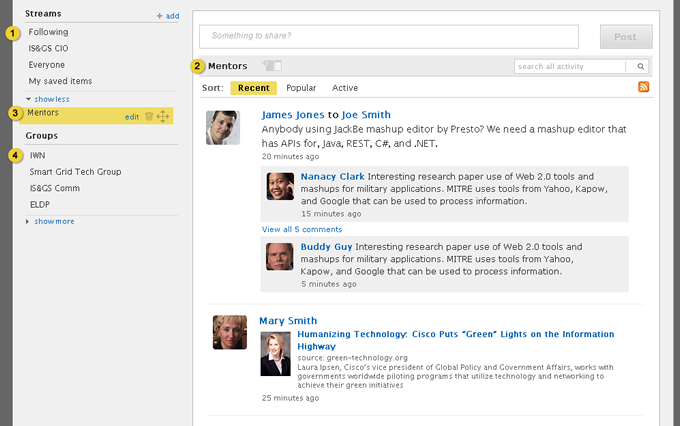 Streams + add
1 Following
IS&GS CIO
Everyone
My saved items
show less
3 Mentors edit
Groups
4 IWN
Smart Grid Tech Group
IS&GS Comm
ELDP
show more
Something to share? Post
2 Mentors search all activity
Sort: Recent Popular Active
James Jones to Joe Smith
Anybody using JackBe mashup editor by Presto? We need a mashup editor that
has APIs for, Java, REST, C#, and .NET.
20 minutes ago
Nanacy Clark Interesting research paper use of Web 2.0 tools and
mashups for military applications. MITRE uses tools from Yahoo, Kapow,
and Google that can be used to process information.
15 minutes ago
View all 5 comments
Buddy Guy Interesting research paper use of Web 2.0 tools and
mashups for military applications. MITRE uses tools from Yahoo,
Kapow, and Google that can be used to process information.
5 minutes ago
Mary Smith
Humanizing Technology: Cisco Puts "Green" Lights on the Information
Highway
source: green-technology.org
Laura Ipsen, Cisco's vice president of Global Policy and Government Affairs, works with
governments worldwide piloting programs that utilize technology and networking to
achieve their green initiatives
25 minutes ago